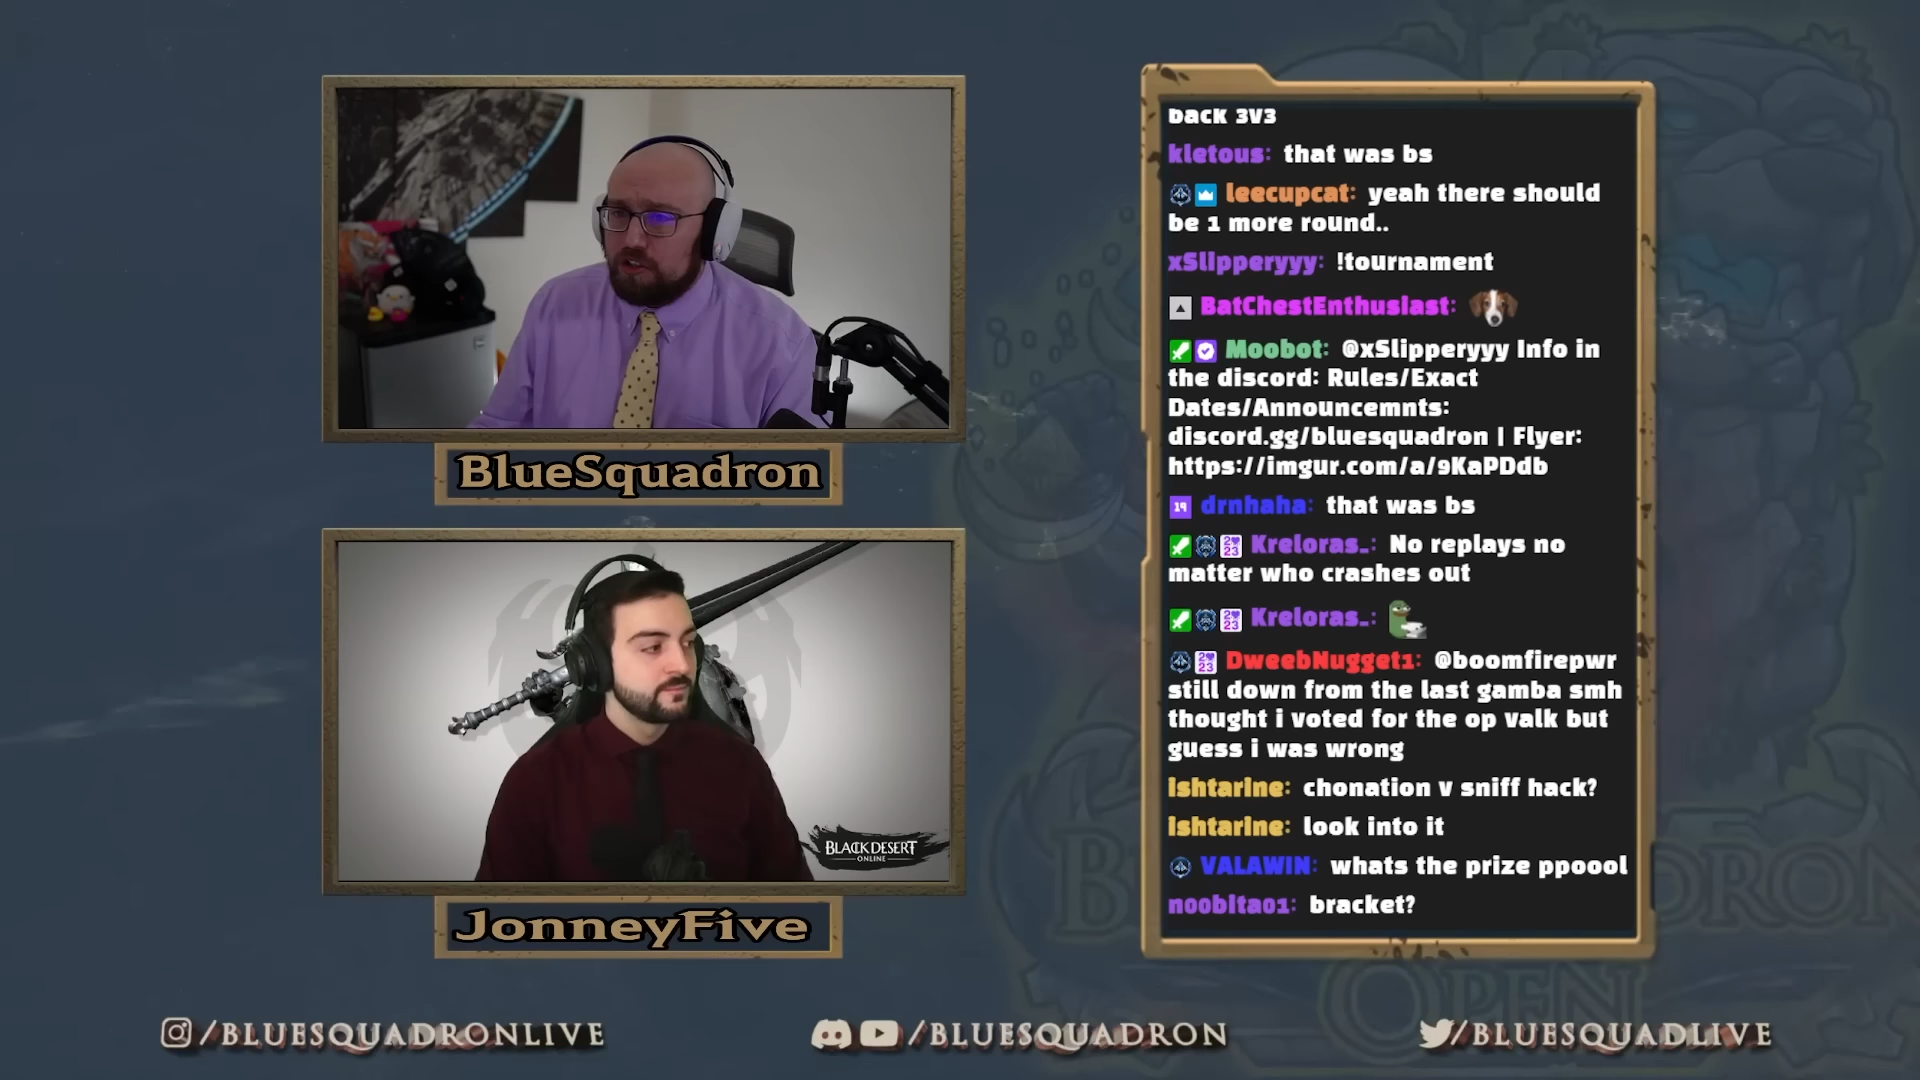 BlueSquadron
BLACK DESERT
ONLINE
JonneyFive
back 3V3
kletous: that was bs
leecupcat: yeah there should
be 1 more round..
xSlipperyyy: !tournament
BatChestEnthusiast:
Moobot: @xSlipperyyy Info in
the discord: Rules/Exact
Dates/Announcemnts:
discord.gg/bluesquadron | Flyer:
https://imgur.com/a/9KaPDdb
19 drnhaha: that was bs
Kreloras_: No replays no
matter who crashes out
Kreloras_:
DweebNugget1: @boomfirepwr
still down from the last gamba smh
thought i voted for the op valk but
guess i was wrong
Ishtarine: chonation v sniff hack?
Ishtarine: look into it
VALAWIN: whats the prize ppoool
noobita01: bracket?
OPEN
/BLUESQUADRONLIVE
/BLUESQUADRON
/BLUESQUADLIVE